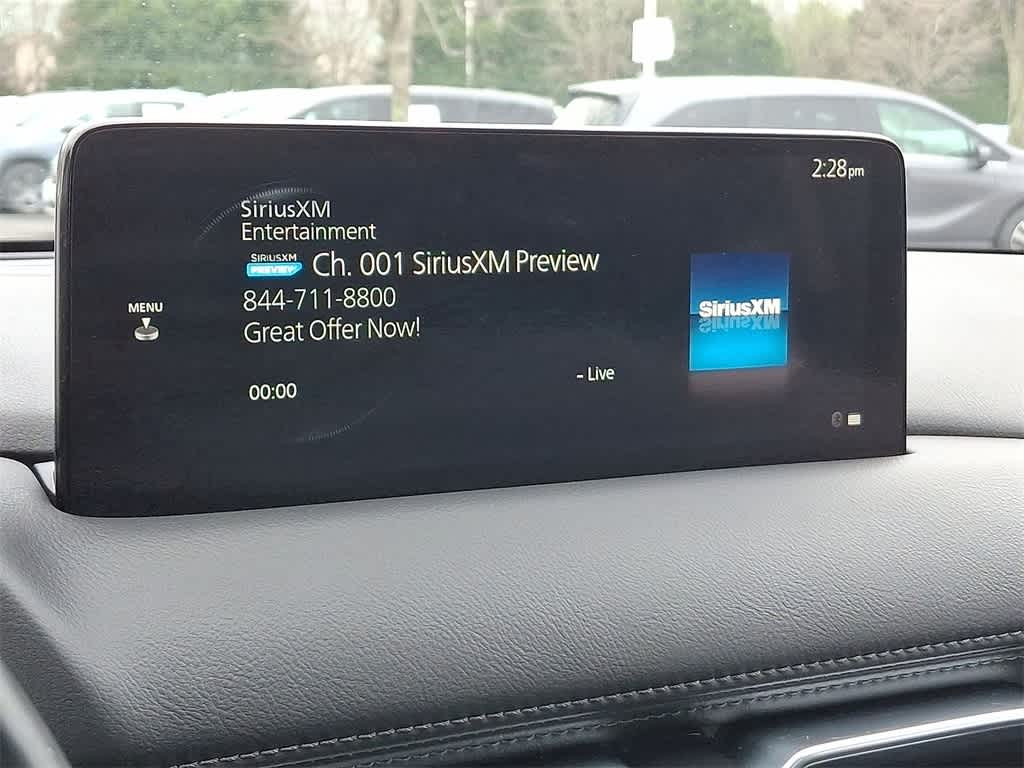 2:28pm
SiriusXM
Entertainment
SIRIUSXM
PREVIEW
Ch. 001 SiriusXM Preview
844-711-8800
Great Offer Now!
MENU
SiriusXM
00:00
- Live